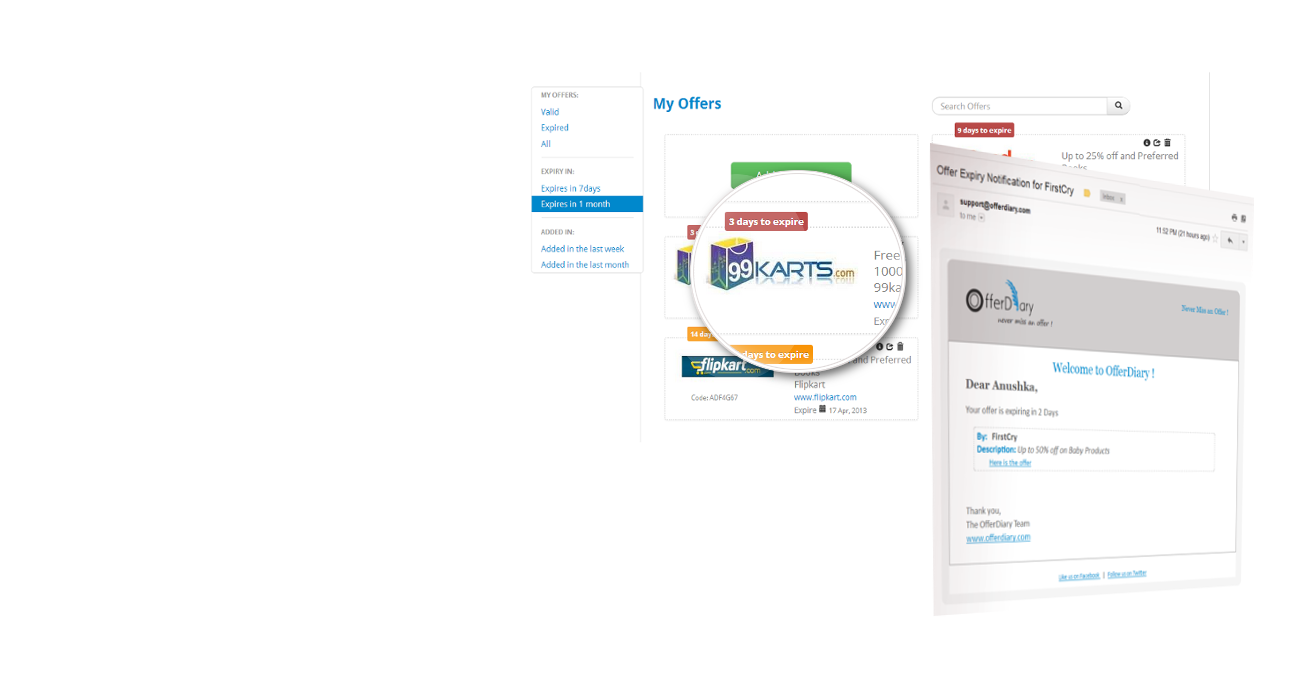 MY OFFERS:
Valid
Expired
All
EXPIRY IN:
Expires in 7days
Expires in 1 month
ADDED IN:
Added in the last week
Added in the last month
My Offers
Search Offers
9 days to expire
Up to 25% off and Preferred
3 days to expire
99KARTS.com
Free
1000
99ka
www
Exp
14 day
days to expire
flipkart.com
and Preferred
Books
Flipkart
Code: ADF4G67
www.flipkart.com
Expire 17 Apr, 2013
Offer Expiry Notification for FirstCry
Inbox x
support@offerdiary.com
to me
11:52 PM (21 hours ago)
OfferDiary
never miss an offer !
Never Miss an Offer !
Welcome to OfferDiary !
Dear Anushka,
Your offer is expiring in 2 Days
By: FirstCry
Description: Up to 50% off on Baby Products
Here is the offer
Thank you,
The OfferDiary Team
www.offerdiary.com
Like us on Facebook | Follow us on Twitter